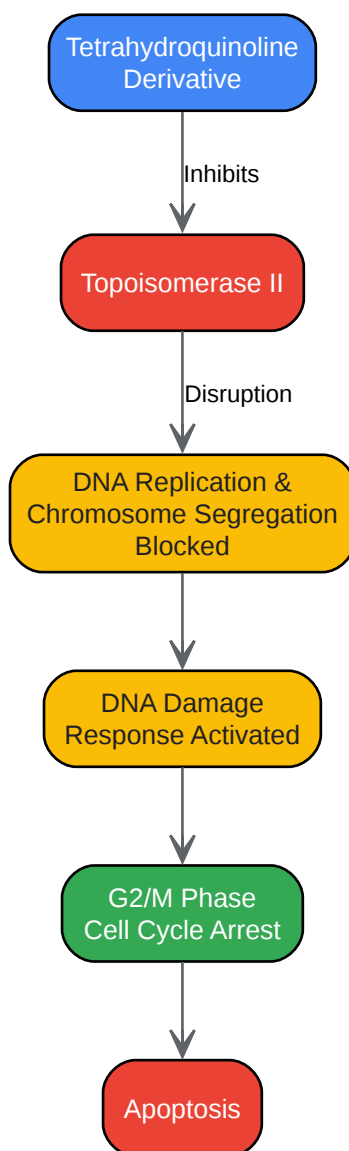 Tetrahydroquinoline
Derivative
Inhibits
Topoisomerase II
Disruption
DNA Replication &
Chromosome Segregation
Blocked
DNA Damage
Response Activated
G2/M Phase
Cell Cycle Arrest
Apoptosis